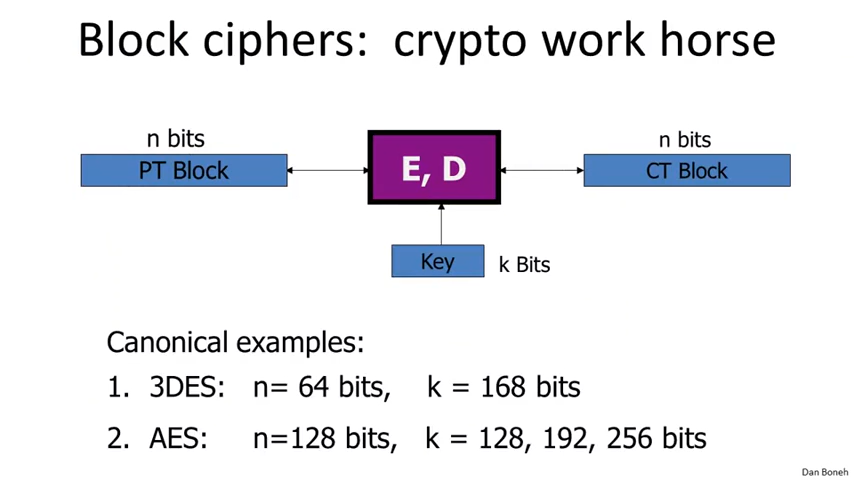 Block ciphers: crypto work horse
n bits
n bits
PT Block
E, D
CT Block
Key
k Bits
Canonical examples:
1. 3DES: n= 64 bits, k = 168 bits
2. AES: n=128 bits, k = 128, 192, 256 bits
Dan Boneh